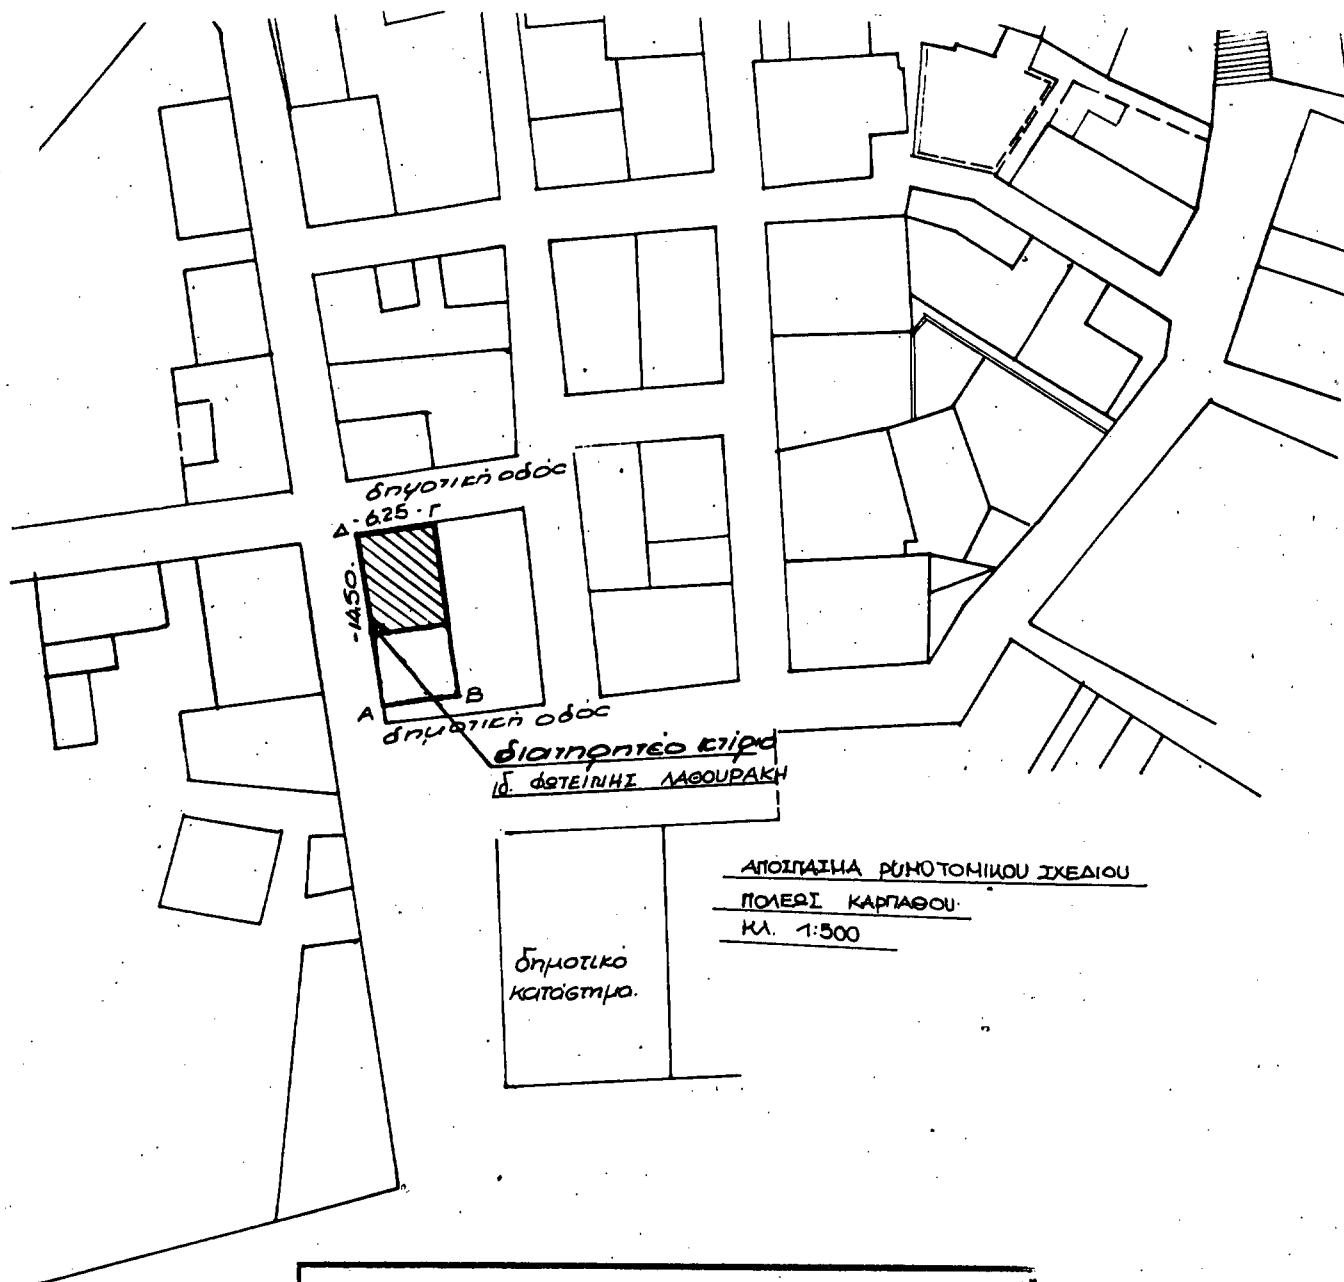 δημοτική οδός
Δ - 6.25 - Γ
- 14.50.
A
B
δημοτική οδός
διατηρητέο κτίριο
ιδ. ΦΩΤΕΙΝΗΣ ΛΑΘΟΥΡΑΚΗ
ΑΠΟΣΠΑΣΜΑ ΡΥΜΟΤΟΜΙΚΟΥ ΣΧΕΔΙΟΥ
ΠΟΛΕΩΣ ΚΑΡΠΑΘΟΥ
ΚΛ. 1:500
δημοτικό
κατάστημα.